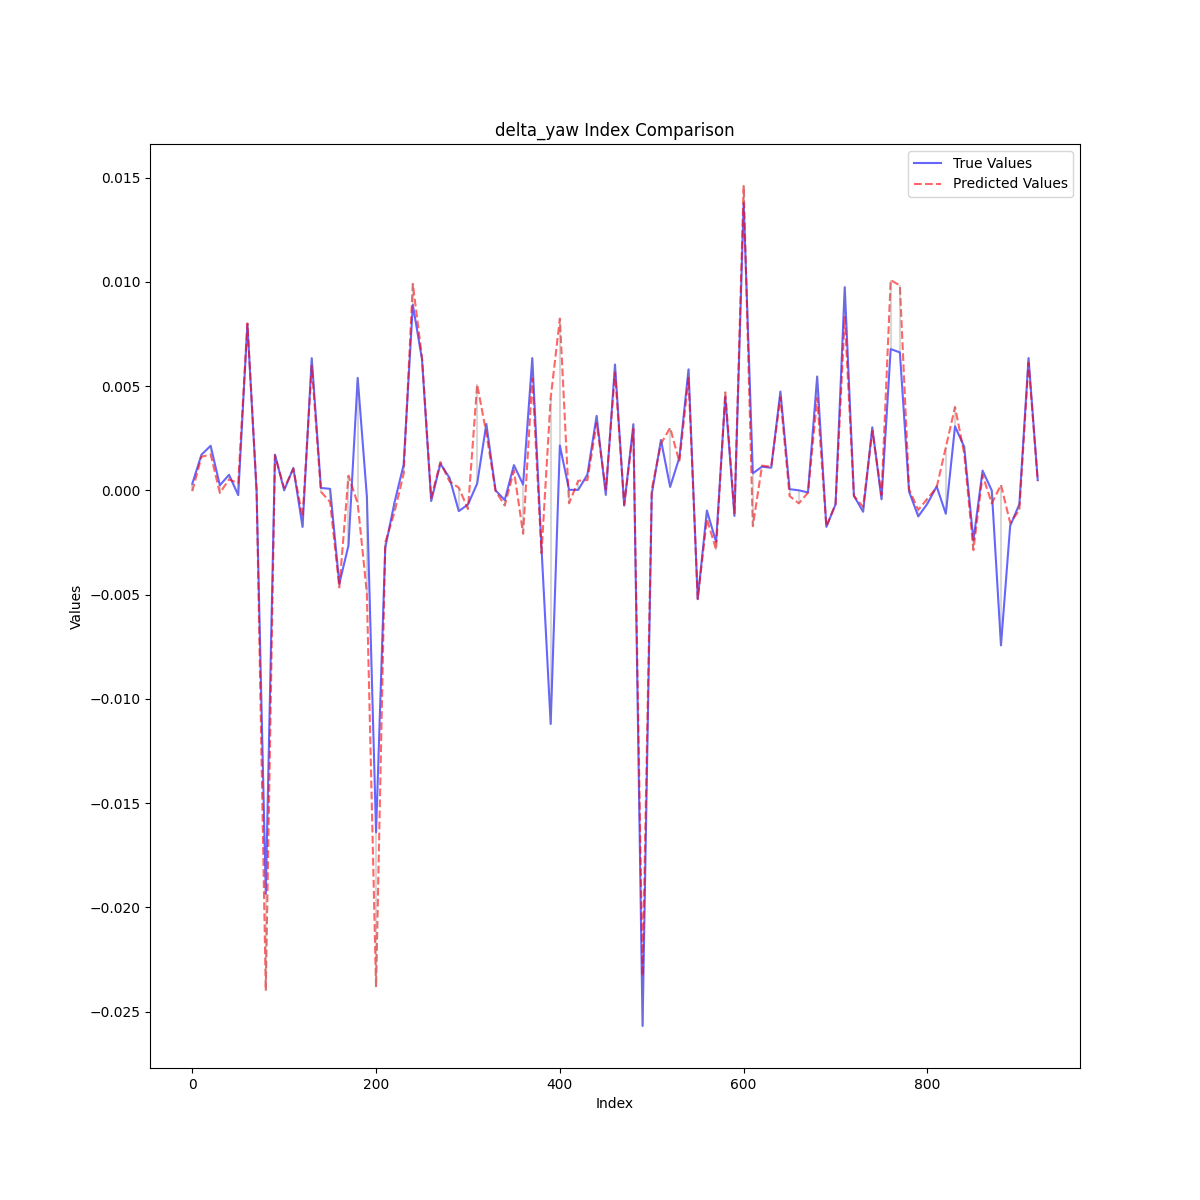 delta_yaw Index Comparison
True Values
Predicted Values
0.015
0.010
0.005
0.000
−0.005
−0.010
−0.015
−0.020
−0.025
Values
0 200 400 600 800
Index